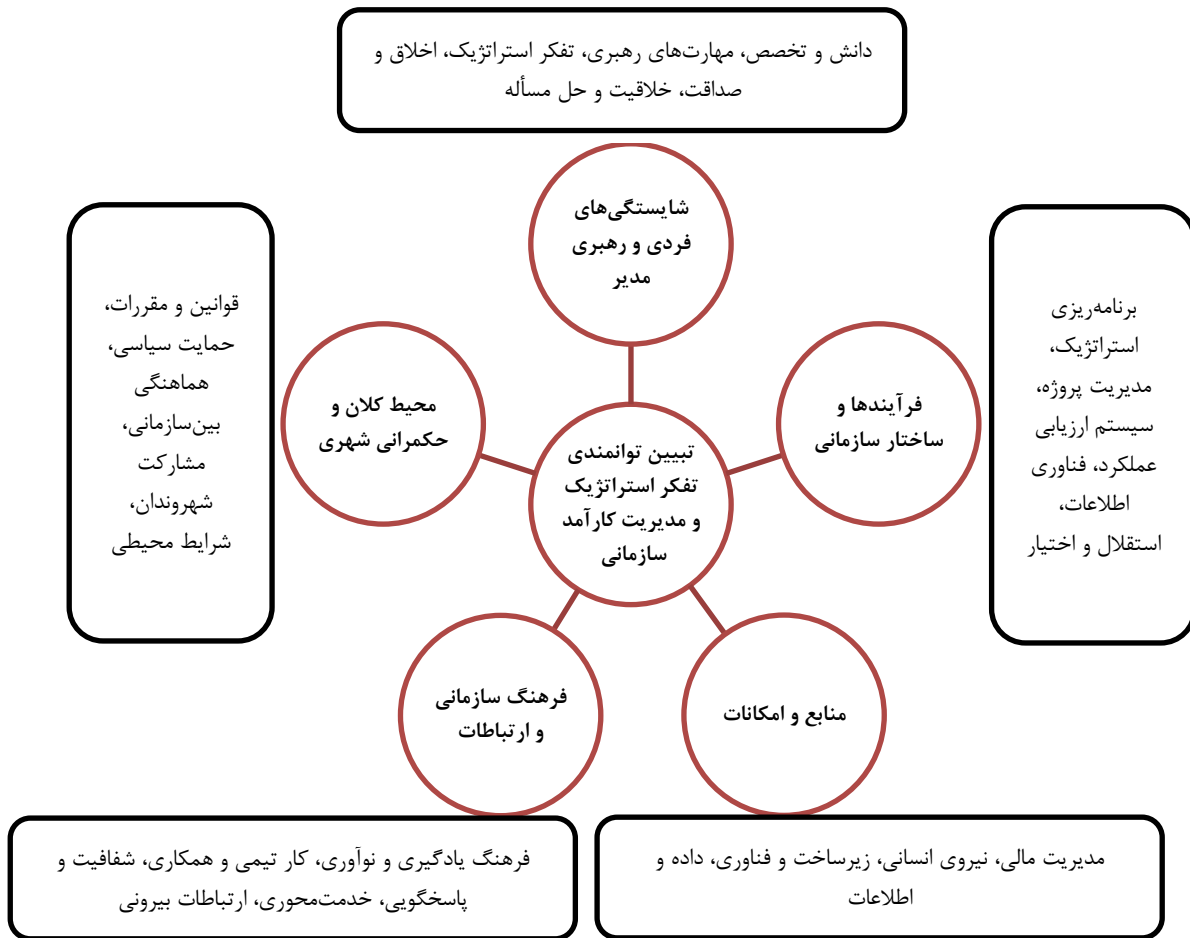 دانش و تخصص، مهارت‌های رهبری، تفکر استراتژیک، اخلاق و
صداقت، خلاقیت و حل مسأله
شایستگی‌های
فردی و رهبری
مدیر
برنامه‌ریزی
استراتژیک،
مدیریت پروژه،
سیستم ارزیابی
عملکرد، فناوری
اطلاعات،
استقلال و اختیار
فرآیندها و
ساختار سازمانی
تبیین توانمندی
تفکر استراتژیک
و مدیریت کارآمد
سازمانی
محیط کلان و
حکمرانی شهری
قوانین و مقررات،
حمایت سیاسی،
هماهنگی
بین‌سازمانی،
مشارکت
شهروندان،
شرایط محیطی
منابع و امکانات
فرهنگ سازمانی
و ارتباطات
مدیریت مالی، نیروی انسانی، زیرساخت و فناوری، داده و
اطلاعات
فرهنگ یادگیری و نوآوری، کار تیمی و همکاری، شفافیت و
پاسخگویی، خدمت‌محوری، ارتباطات بیرونی